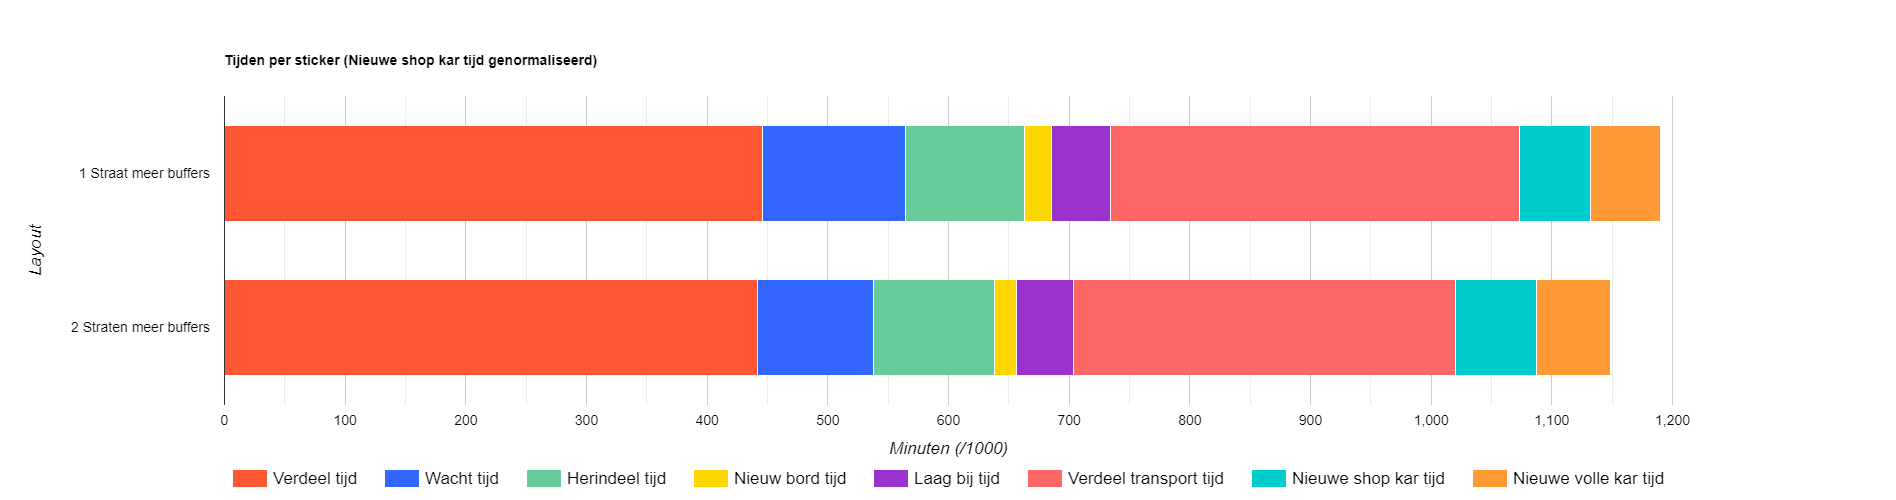 Tijden per sticker (Nieuwe shop kar tijd genormaliseerd)
1 Straat meer buffers
Layout
2 Straten meer buffers
0 100 200 300 400 500 600 700 800 900 1,000 1,100 1,200
Minuten (/1000)
Verdeel tijd Wacht tijd Herindeel tijd Nieuw bord tijd Laag bij tijd Verdeel transport tijd Nieuwe shop kar tijd Nieuwe volle kar tijd